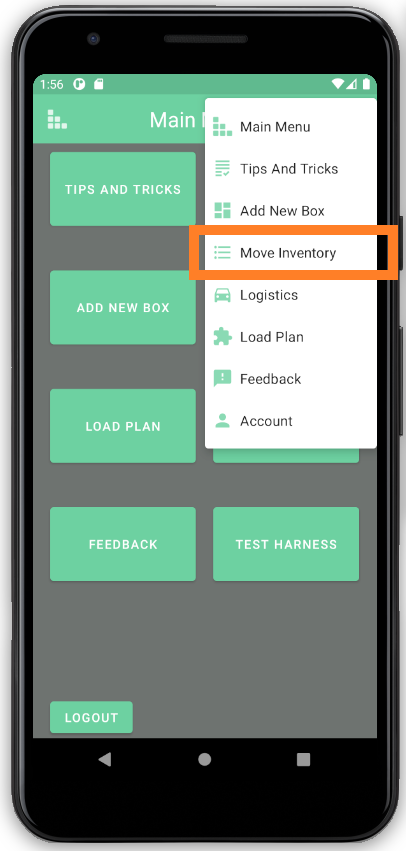 1:56
Main
Main Menu
Tips And Tricks
Add New Box
Move Inventory
Logistics
Load Plan
Feedback
Account
TIPS AND TRICKS
ADD NEW BOX
LOAD PLAN
FEEDBACK
TEST HARNESS
LOGOUT